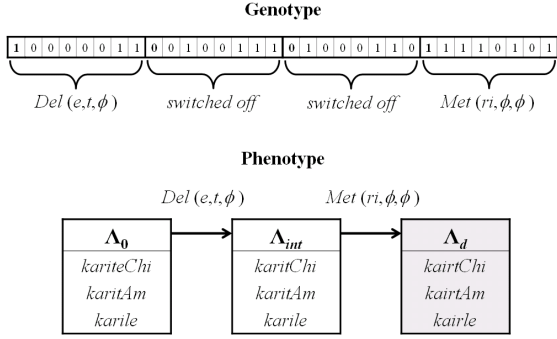 Genotype
1 0 0 0 0 0 1 1 0 0 1 0 0 1 1 1 0 1 0 0 0 1 1 0 1 1 1 1 0 1 0 1
Del (e,t,ϕ) switched off switched off Met (ri,ϕ,ϕ)
Phenotype
Del (e,t,ϕ) Met (ri,ϕ,ϕ)
Λ0 Λint Λd
kariteChi karitChi kairtChi
karitAm karitAm kairtAm
karile karile kairle